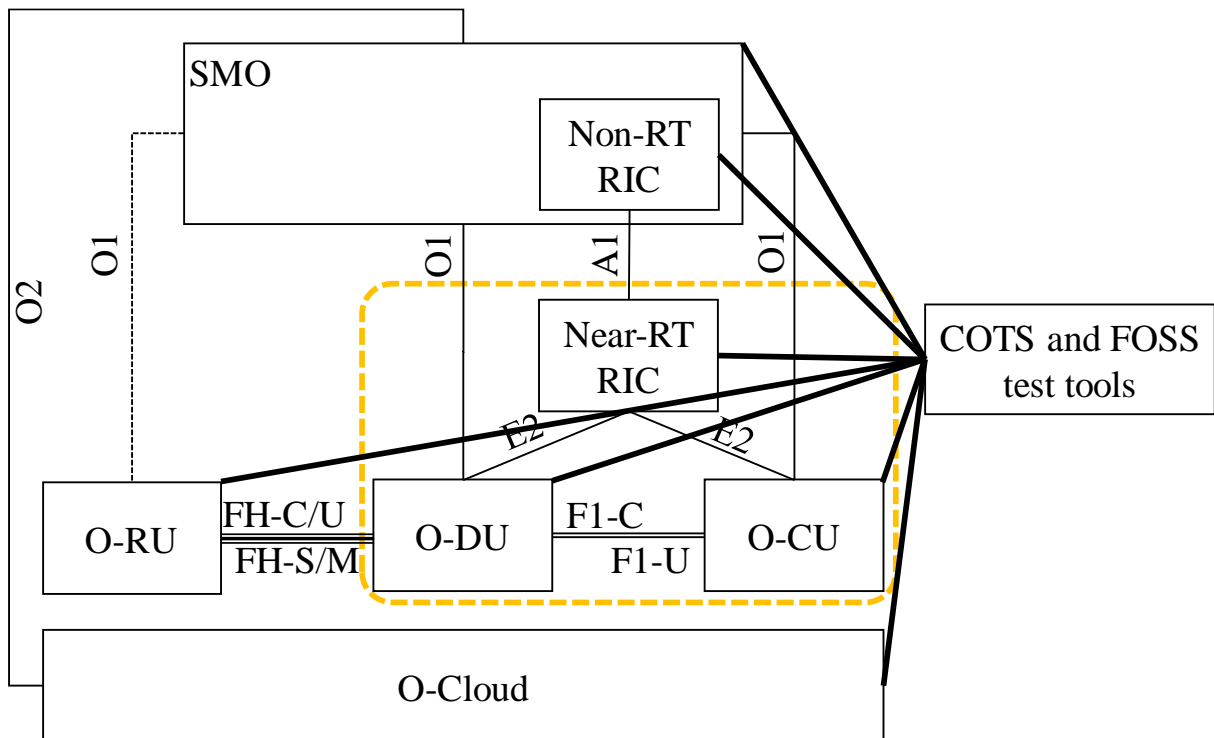 SMO
Non-RT
RIC
O1
O1
A1
O1
O2
Near-RT
RIC
COTS and FOSS
test tools
E2
E2
O-RU
FH-C/U
FH-S/M
O-DU
F1-C
F1-U
O-CU
O-Cloud